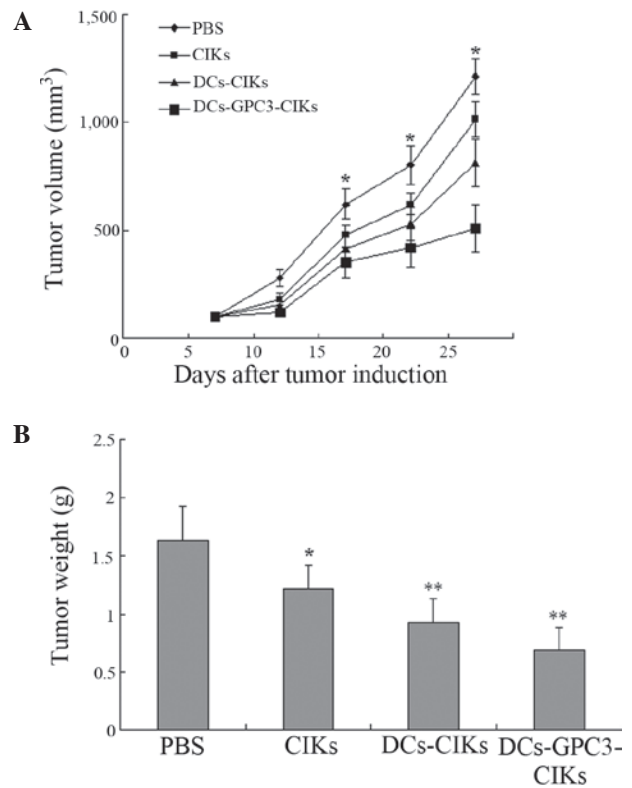 A
Tumor volume (mm³)
1,500
1,000
500
0
PBS
CIKs
DCs-CIKs
DCs-GPC3-CIKs
*
*
*
0 5 10 15 20 25
Days after tumor induction
B
Tumor weight (g)
2.5
2
1.5
1
0.5
0
*
**
**
PBS CIKs DCs-CIKs DCs-GPC3-
CIKs